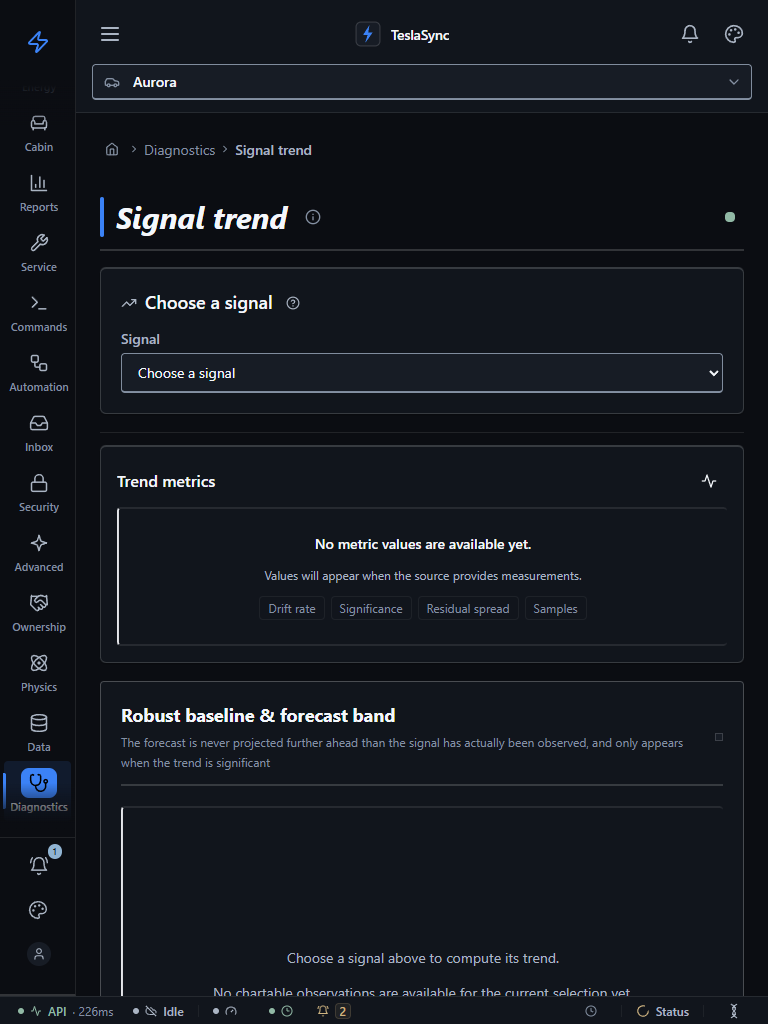 TeslaSync
Aurora
Cabin
Reports
Service
Commands
Automation
Inbox
Security
Advanced
Ownership
Physics
Data
Diagnostics
1
Diagnostics
Signal trend
Signal trend
Choose a signal
Signal
Choose a signal
Trend metrics
No metric values are available yet.
Values will appear when the source provides measurements.
Drift rate
Significance
Residual spread
Samples
Robust baseline & forecast band
The forecast is never projected further ahead than the signal has actually been observed, and only appears
when the trend is significant
Choose a signal above to compute its trend.
No chartable observations are available for the current selection yet
API · 226ms
Idle
2
Status